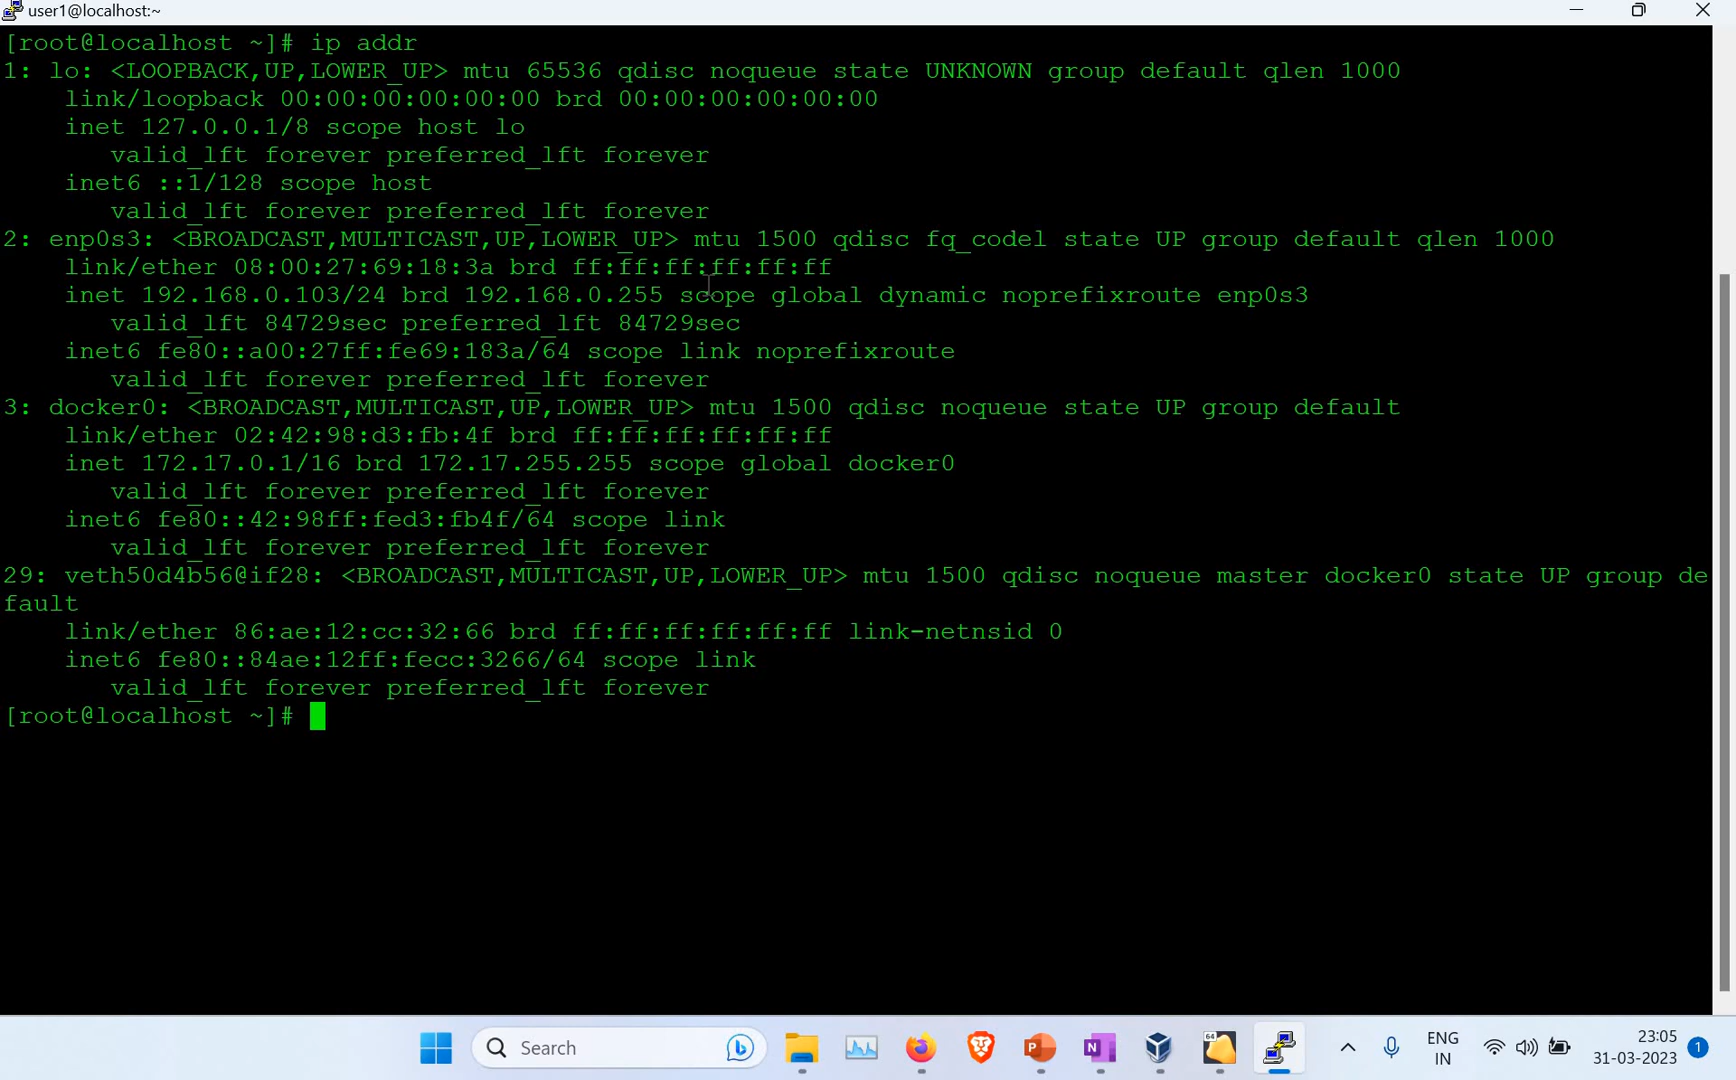 user1@localhost:~
[root@localhost ~]# ip addr
1: lo: <LOOPBACK,UP,LOWER_UP> mtu 65536 qdisc noqueue state UNKNOWN group default qlen 1000
    link/loopback 00:00:00:00:00:00 brd 00:00:00:00:00:00
    inet 127.0.0.1/8 scope host lo
       valid_lft forever preferred_lft forever
    inet6 ::1/128 scope host
       valid_lft forever preferred_lft forever
2: enp0s3: <BROADCAST,MULTICAST,UP,LOWER_UP> mtu 1500 qdisc fq_codel state UP group default qlen 1000
    link/ether 08:00:27:69:18:3a brd ff:ff:ff:ff:ff:ff
    inet 192.168.0.103/24 brd 192.168.0.255 scope global dynamic noprefixroute enp0s3
       valid_lft 84729sec preferred_lft 84729sec
    inet6 fe80::a00:27ff:fe69:183a/64 scope link noprefixroute
       valid_lft forever preferred_lft forever
3: docker0: <BROADCAST,MULTICAST,UP,LOWER_UP> mtu 1500 qdisc noqueue state UP group default
    link/ether 02:42:98:d3:fb:4f brd ff:ff:ff:ff:ff:ff
    inet 172.17.0.1/16 brd 172.17.255.255 scope global docker0
       valid_lft forever preferred_lft forever
    inet6 fe80::42:98ff:fed3:fb4f/64 scope link
       valid_lft forever preferred_lft forever
29: veth50d4b56@if28: <BROADCAST,MULTICAST,UP,LOWER_UP> mtu 1500 qdisc noqueue master docker0 state UP group de
fault
    link/ether 86:ae:12:cc:32:66 brd ff:ff:ff:ff:ff:ff link-netnsid 0
    inet6 fe80::84ae:12ff:fecc:3266/64 scope link
       valid_lft forever preferred_lft forever
[root@localhost ~]#
Search
P
N
64
ENG
IN
23:05
31-03-2023
1